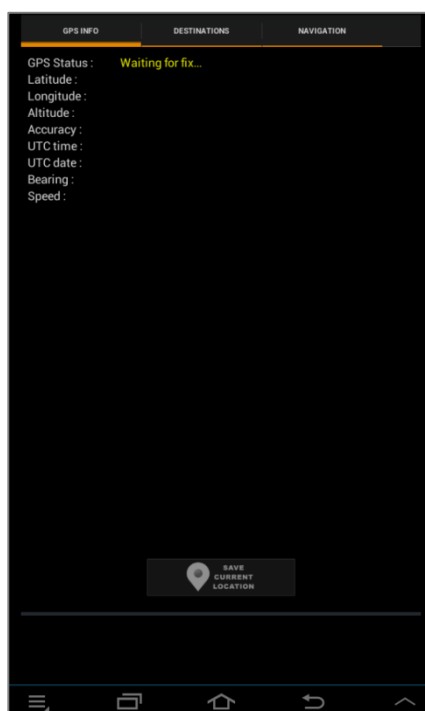 GPS INFO DESTINATIONS NAVIGATION
GPS Status : Waiting for fix...
Latitude :
Longitude :
Altitude :
Accuracy :
UTC time :
UTC date :
Bearing :
Speed :
SAVE
CURRENT
LOCATION